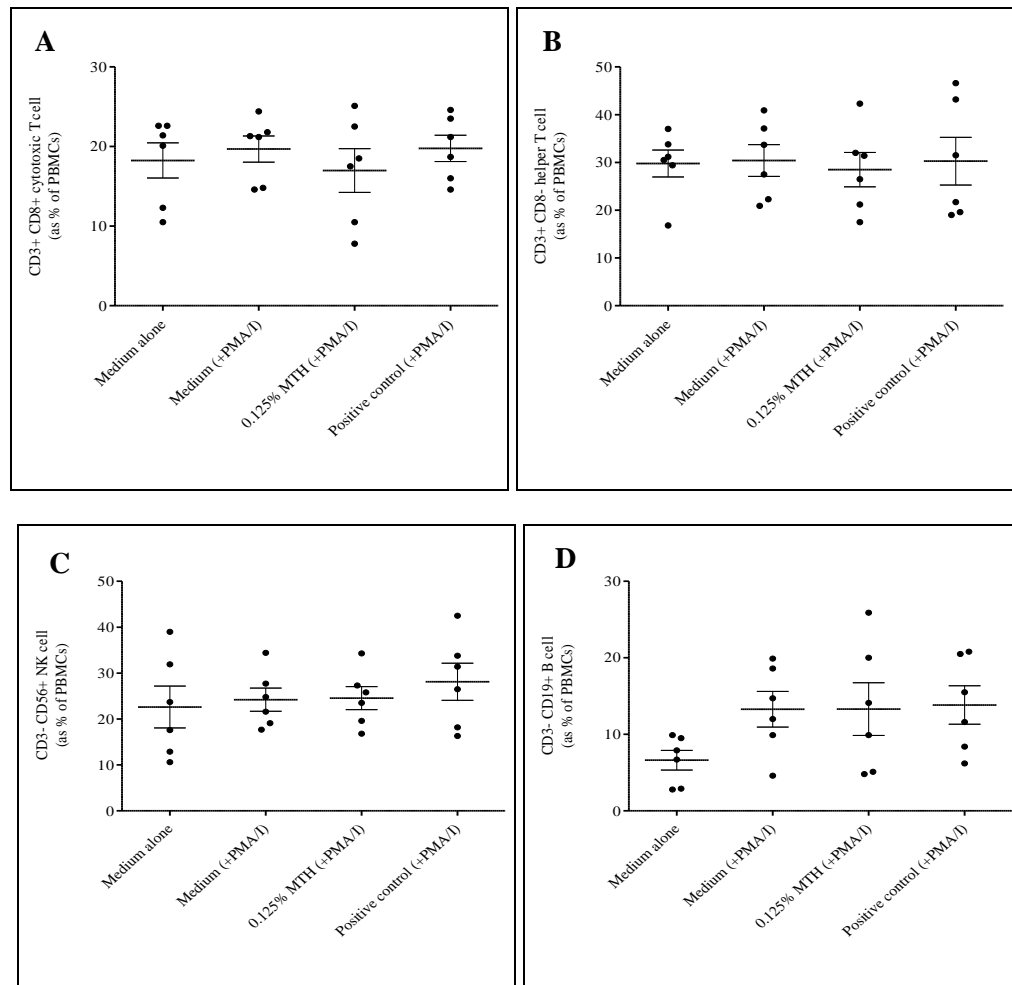 A
CD3+ CD8+ cytotoxic T cell
(as % of PBMCs)
30
20
10
0
Medium alone
Medium (+PMA/I)
0.125% MTH (+PMA/I)
Positive control (+PMA/I)
B
CD3+ CD8- helper T cell
(as % of PBMCs)
50
40
30
20
10
0
Medium alone
Medium (+PMA/I)
0.125% MTH (+PMA/I)
Positive control (+PMA/I)
C
CD3- CD56+ NK cell
(as % of PBMCs)
50
40
30
20
10
0
Medium alone
Medium (+PMA/I)
0.125% MTH (+PMA/I)
Positive control (+PMA/I)
D
CD3- CD19+ B cell
(as % of PBMCs)
30
20
10
0
Medium alone
Medium (+PMA/I)
0.125% MTH (+PMA/I)
Positive control (+PMA/I)